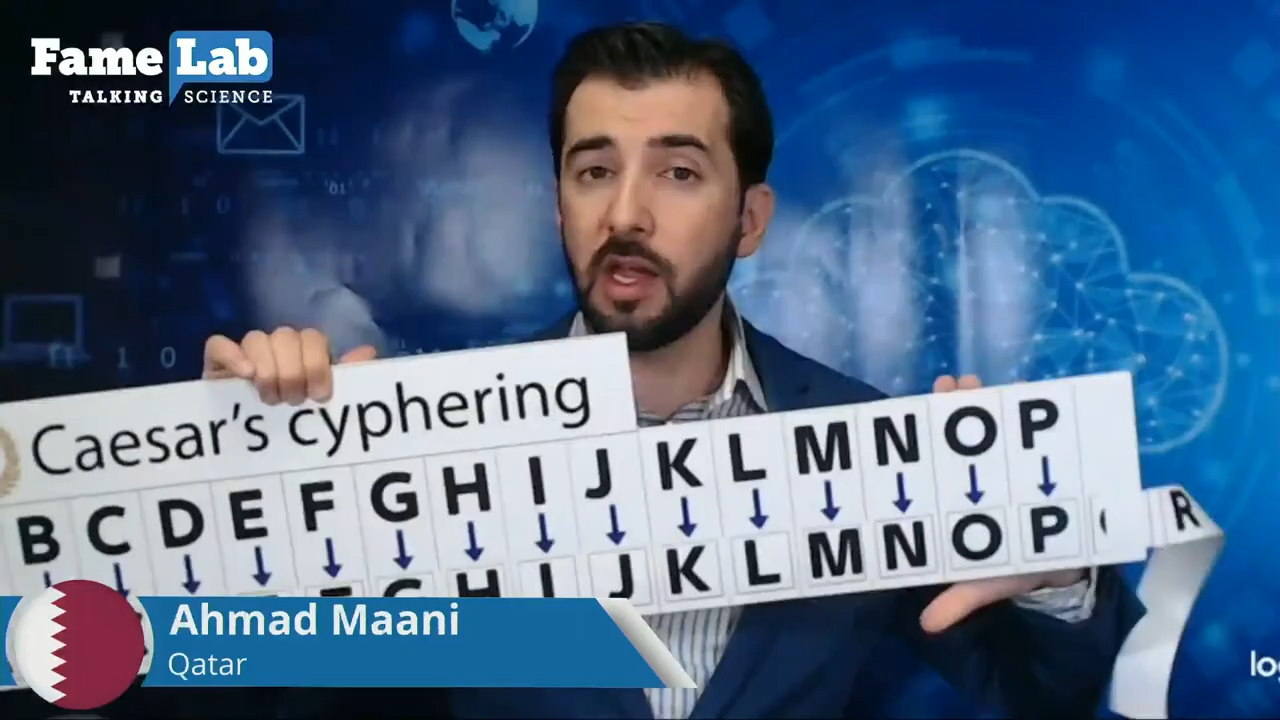 Fame Lab
TALKING SCIENCE
Caesar's cyphering
B C D E F G H I J K L M N O P
G H I J K L M N O P R
Ahmad Maani
Qatar